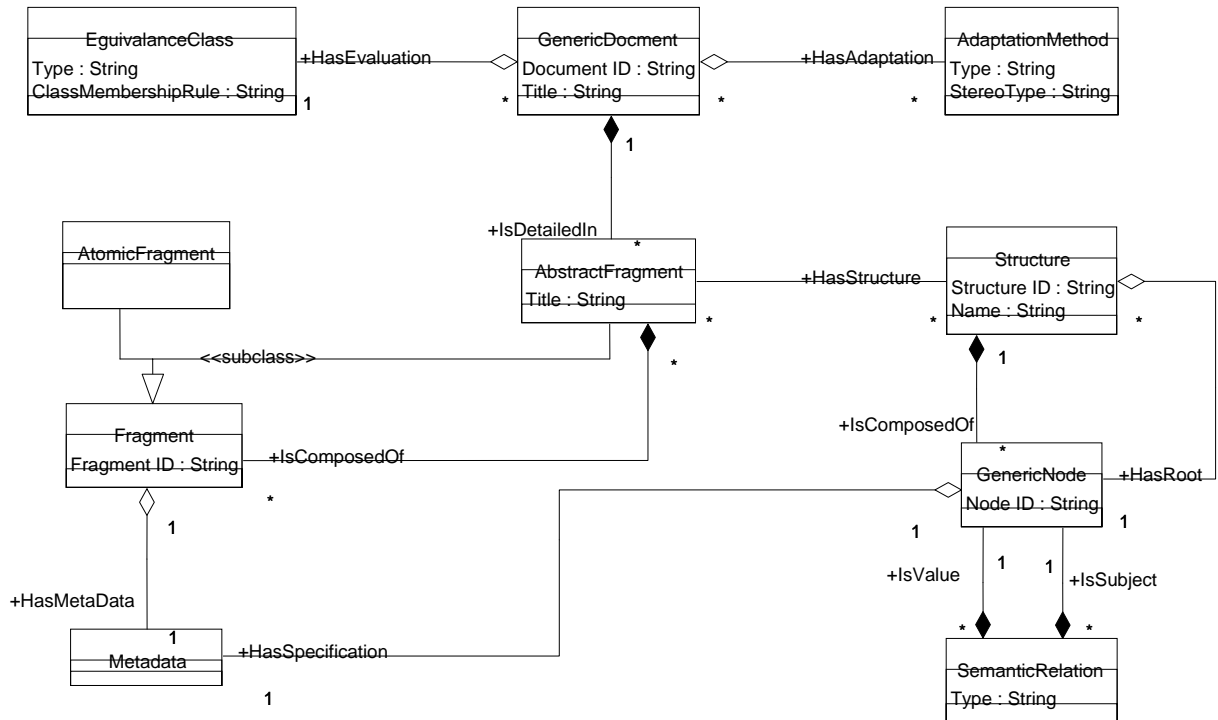 EguivalanceClass
Type : String
ClassMembershipRule : String
+HasEvaluation
1
*
GenericDocment
Document ID : String
Title : String
+HasAdaptation
*
*
AdaptationMethod
Type : String
StereoType : String
1
+IsDetailedIn
*
AtomicFragment
AbstractFragment
Title : String
+HasStructure
*
*
Structure
Structure ID : String
Name : String
*
<<subclass>>
*
1
Fragment
Fragment ID : String
+IsComposedOf
*
+IsComposedOf
*
GenericNode
Node ID : String
+HasRoot
1
1
1
+IsValue
1
1
+IsSubject
+HasMetaData
1
*
*
Metadata
+HasSpecification
1
SemanticRelation
Type : String